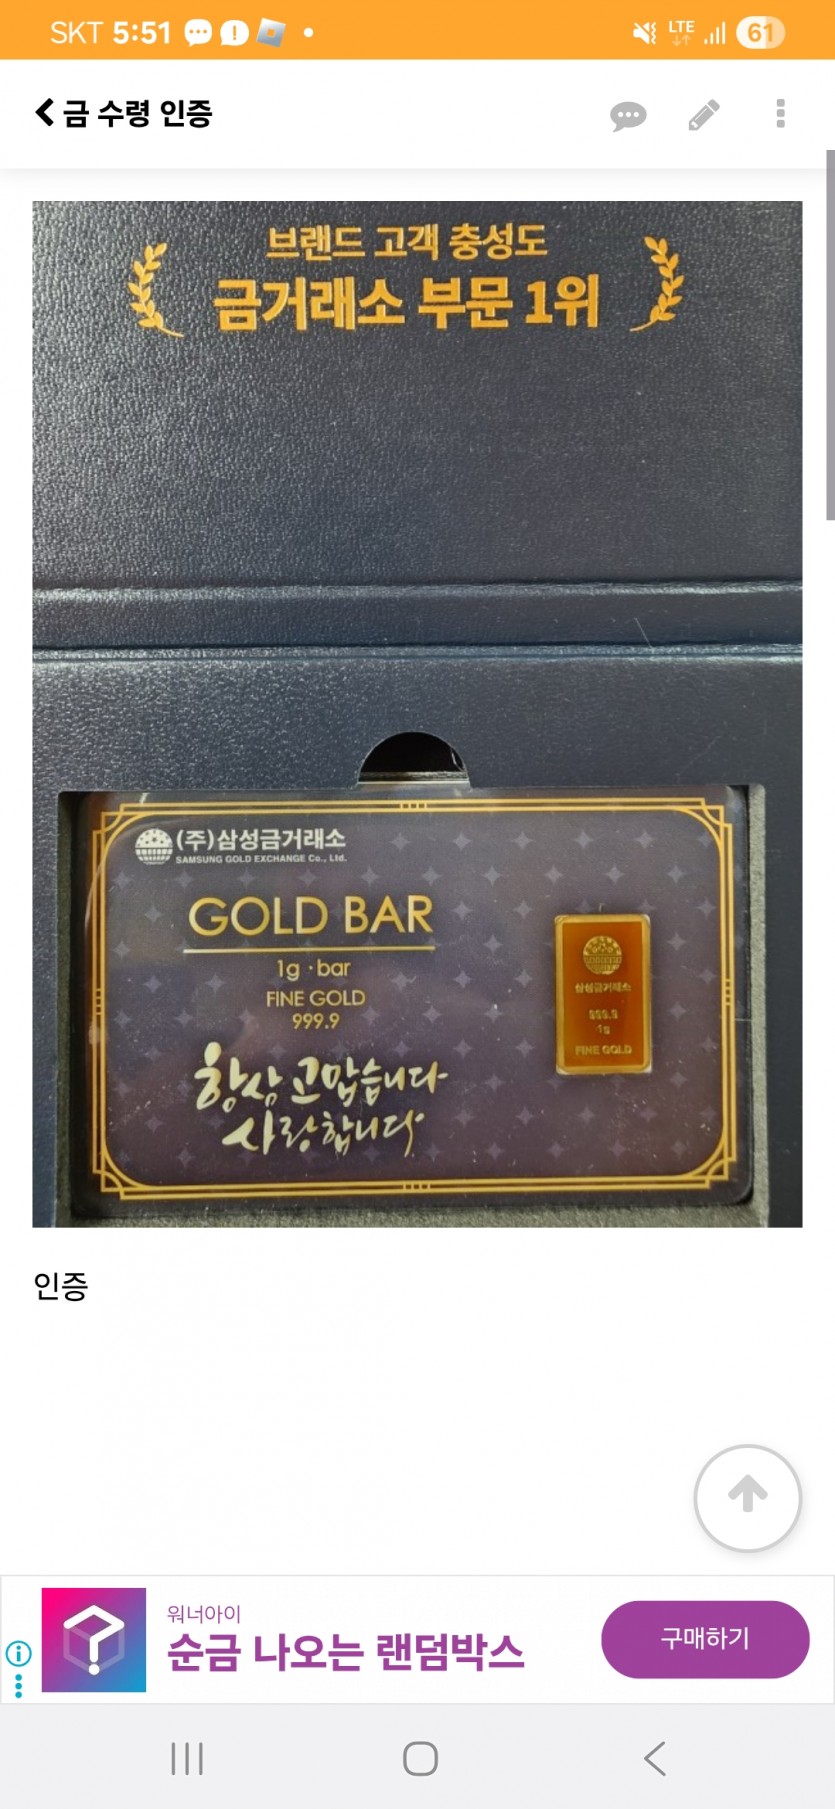 SKT 5:51
LTE
61
금 수령 인증
브랜드 고객 충성도
금거래소 부문 1위
(주)삼성금거래소
SAMSUNG GOLD EXCHANGE Co., Ltd.
GOLD BAR
1g · bar
FINE GOLD
999.9
항상 고맙습니다
사랑합니다
삼성금거래소
999.9
1g
FINE GOLD
인증
워너아이
순금 나오는 랜덤박스
구매하기